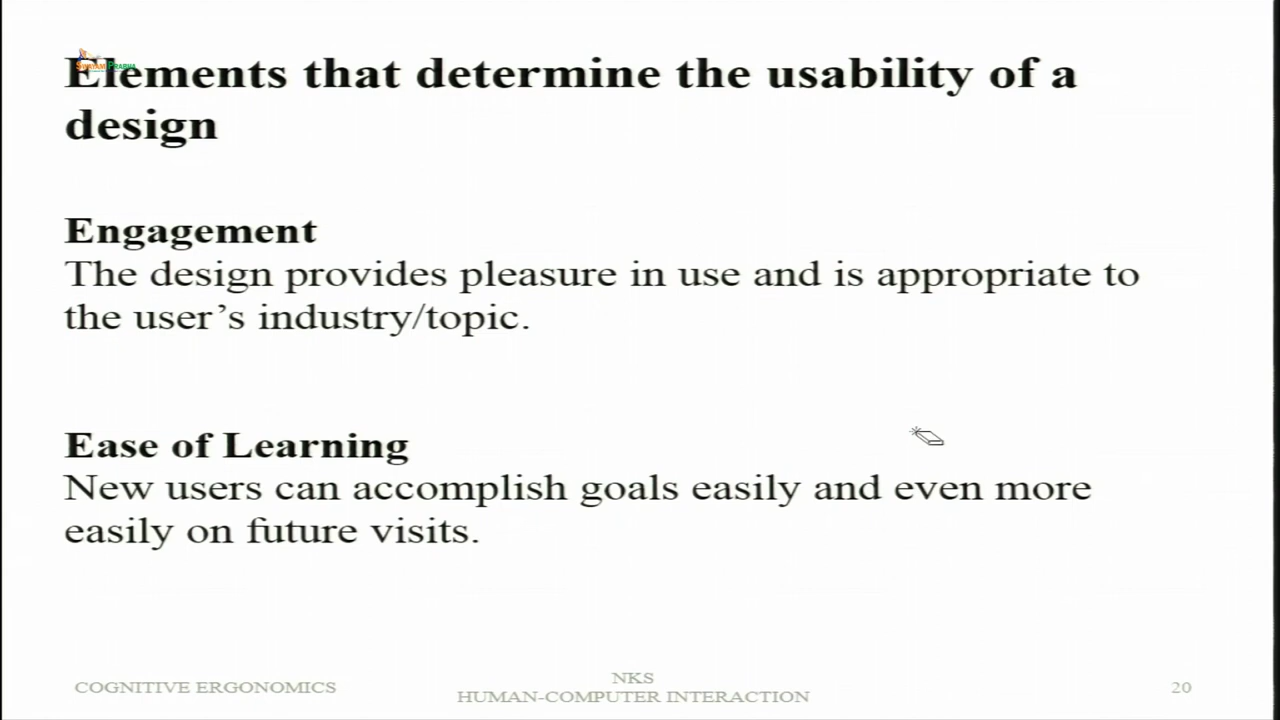 SWAYAM PRABHA
Elements that determine the usability of a
design
Engagement
The design provides pleasure in use and is appropriate to
the user’s industry/topic.
Ease of Learning
New users can accomplish goals easily and even more
easily on future visits.
COGNITIVE ERGONOMICS
NKS
HUMAN-COMPUTER INTERACTION
20